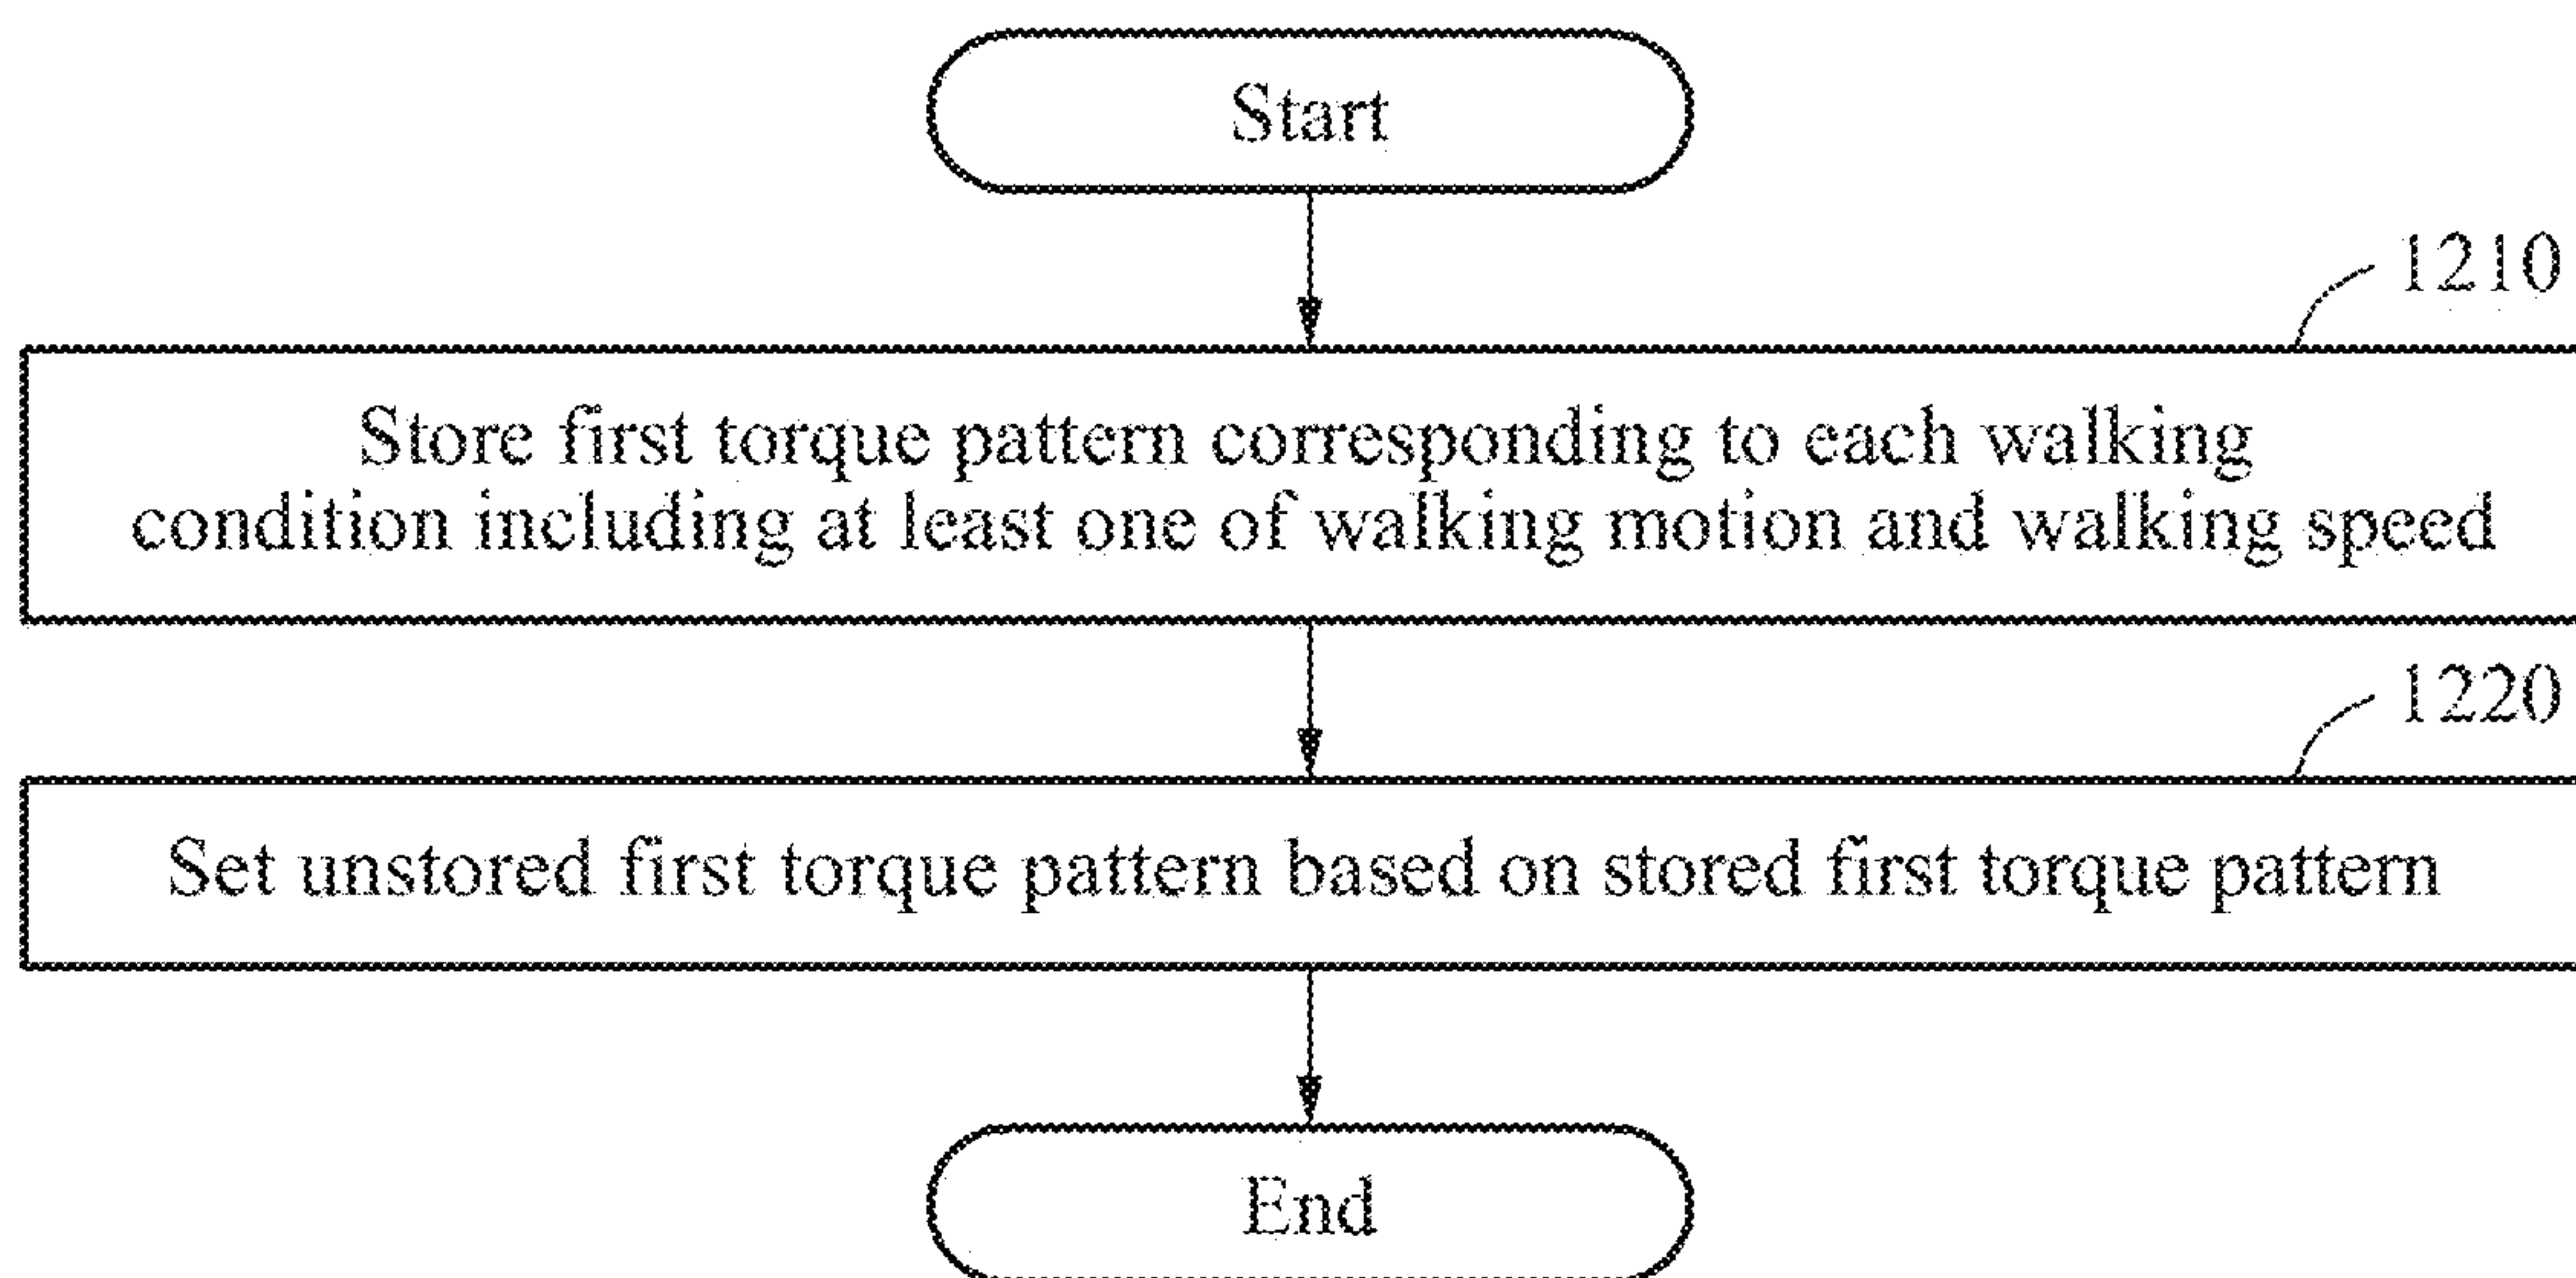 Start
1210
Store first torque pattern corresponding to each walking
condition including at least one of walking motion and walking speed
1220
Set unstored first torque pattern based on stored first torque pattern
End